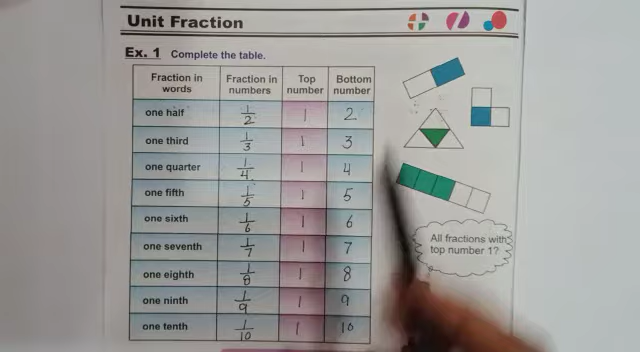 Unit Fraction
Ex. 1 Complete the table.
Fraction in words Fraction in numbers Top number Bottom number
one half 1/2 1 2
one third 1/3 1 3
one quarter 1/4 1 4
one fifth 1/5 1 5
one sixth 1/6 1 6
one seventh 1/7 1 7
one eighth 1/8 1 8
one ninth 1/9 1 9
one tenth 1/10 1 10
All fractions with
top number 1?